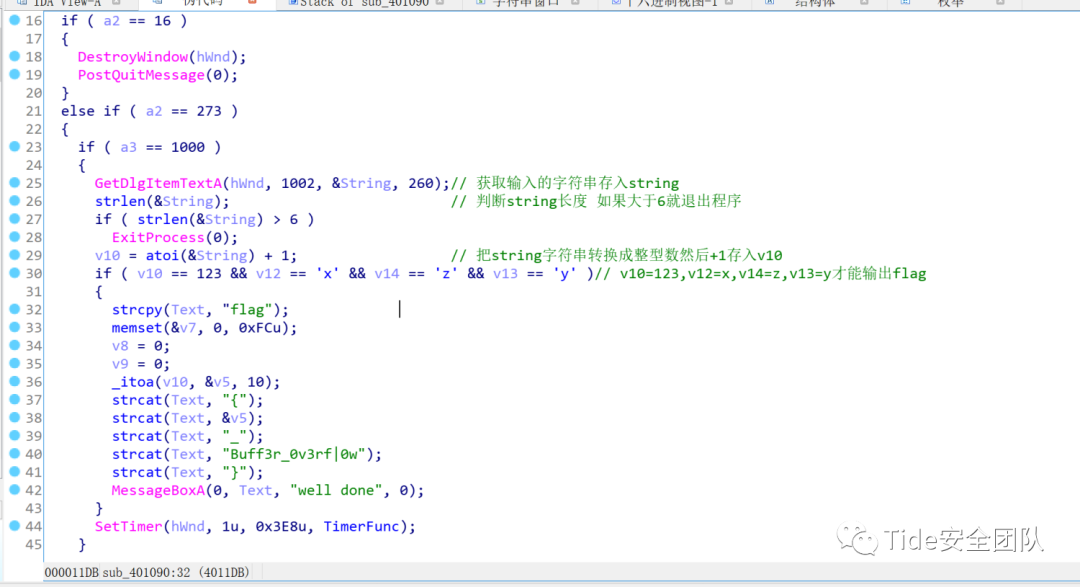 IDA View-A 伪代码 Stack of sub_401090 字符串窗口 十六进制视图-1 结构体 枚举
16 if ( a2 == 16 )
17 {
18 DestroyWindow(hWnd);
19 PostQuitMessage(0);
20 }
21 else if ( a2 == 273 )
22 {
23 if ( a3 == 1000 )
24 {
25 GetDlgItemTextA(hWnd, 1002, &String, 260);// 获取输入的字符串存入string
26 strlen(&String); // 判断string长度 如果大于6就退出程序
27 if ( strlen(&String) > 6 )
28 ExitProcess(0);
29 v10 = atoi(&String) + 1; // 把string字符串转换成整型数然后+1存入v10
30 if ( v10 == 123 && v12 == 'x' && v14 == 'z' && v13 == 'y' )// v10=123,v12=x,v14=z,v13=y才能输出flag
31 {
32 strcpy(Text, "flag");
33 memset(&v7, 0, 0xFCu);
34 v8 = 0;
35 v9 = 0;
36 _itoa(v10, &v5, 10);
37 strcat(Text, "{");
38 strcat(Text, &v5);
39 strcat(Text, "_");
40 strcat(Text, "Buff3r_0v3rf|0w");
41 strcat(Text, "}");
42 MessageBoxA(0, Text, "well done", 0);
43 }
44 SetTimer(hWnd, 1u, 0x3E8u, TimerFunc);
45 }
Tide安全团队
000011DB sub_401090:32 (4011DB)